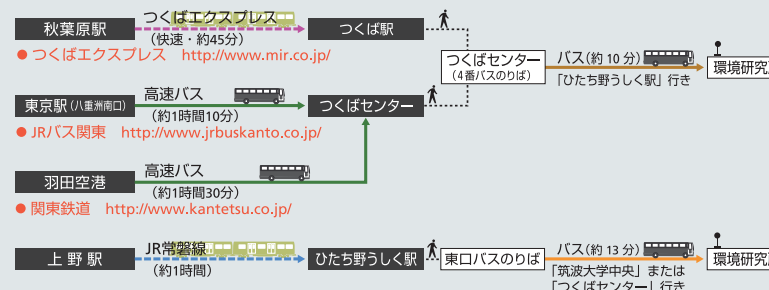 秋葉原駅
つくばエクスプレス
（快速・約45分）
つくば駅
● つくばエクスプレス　http://www.mir.co.jp/
つくばセンター
（4番バスのりば）
バス（約 10 分）
「ひたち野うしく駅」行き
環境研究
東京駅（八重洲南口）
高速バス
（約1時間10分）
つくばセンター
● JRバス関東　http://www.jrbuskanto.co.jp/
羽田空港
高速バス
（約1時間30分）
● 関東鉄道　http://www.kantetsu.co.jp/
上 野 駅
JR常磐線
（約1時間）
ひたち野うしく駅
東口バスのりば
バス（約 13 分）
「筑波大学中央」または
「つくばセンター」行き
環境研究